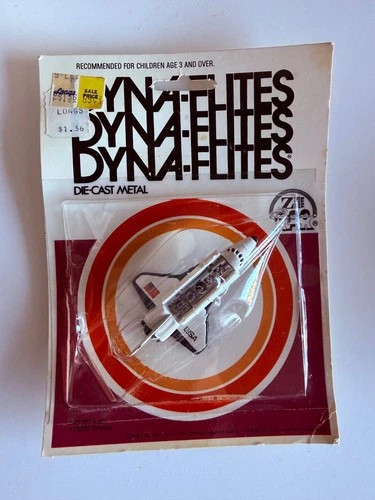 RECOMMENDED FOR CHILDREN AGE 3 AND OVER.
SALE
PRICE
LONGS
$1.36
DYNA-FLITES
DYNA-FLITES
DYNA-FLITES
DIE-CAST METAL
USA